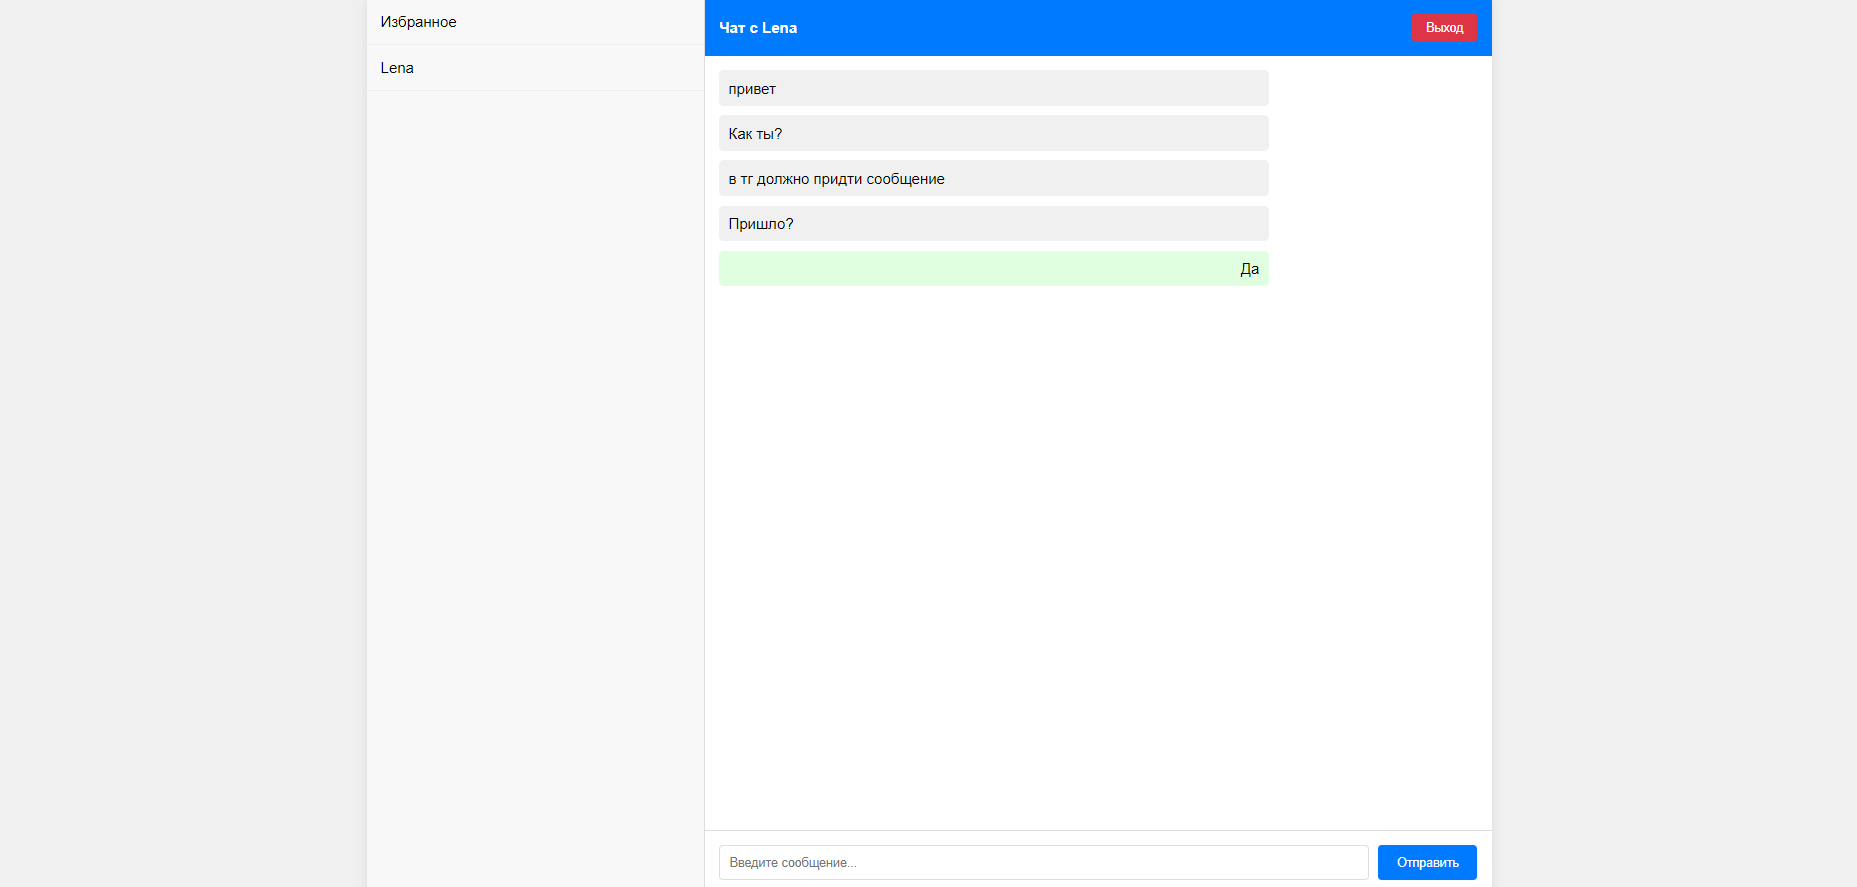 Избранное
Lena
Чат с Lena
Выход
привет
Как ты?
в тг должно придти сообщение
Пришло?
Да
Введите сообщение...
Отправить